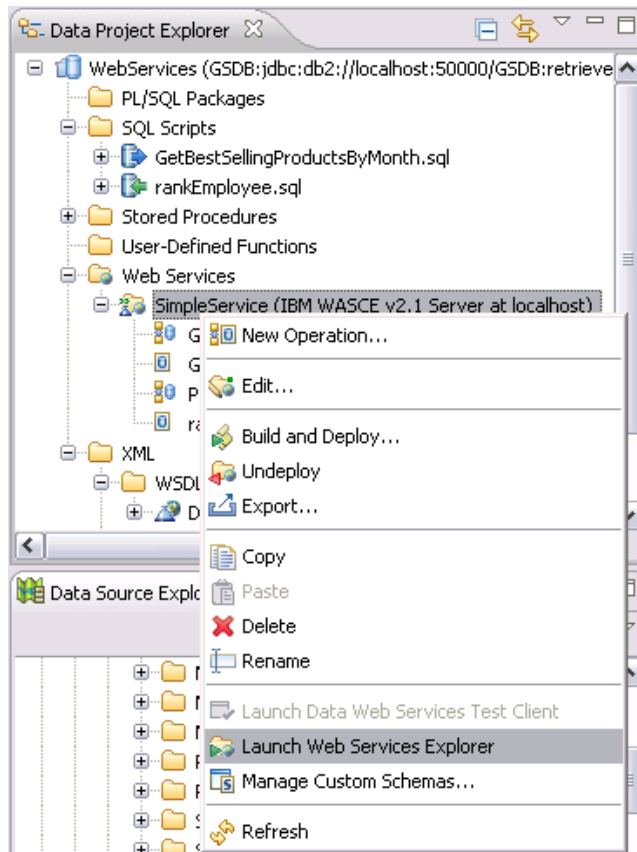 Data Project Explorer
WebServices (GSDB:jdbc:db2://localhost:50000/GSDB:retrieve
PL/SQL Packages
SQL Scripts
GetBestSellingProductsByMonth.sql
rankEmployee.sql
Stored Procedures
User-Defined Functions
Web Services
SimpleService (IBM WASCE v2.1 Server at localhost)
G
New Operation...
G
Edit...
P
ra
Build and Deploy...
XML
Undeploy
WSDL
Export...
D
Copy
Data Source Explo
Paste
Delete
Rename
Launch Data Web Services Test Client
Launch Web Services Explorer
Manage Custom Schemas...
Refresh